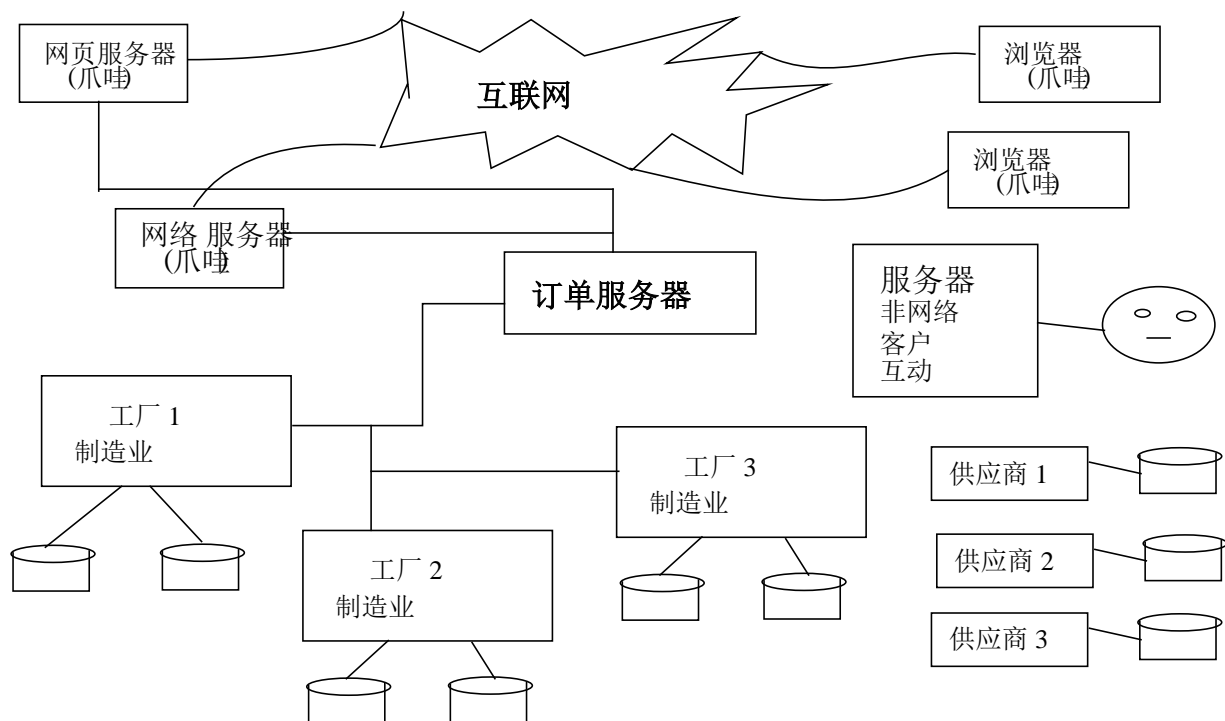 网页服务器
(爪哇)
互联网
浏览器
(爪哇)
浏览器
(爪哇)
网络 服务器
(爪哇)
订单服务器
服务器
非网络
客户
互动
工厂 1
制造业
工厂 3
制造业
供应商 1
工厂 2
制造业
供应商 2
供应商 3